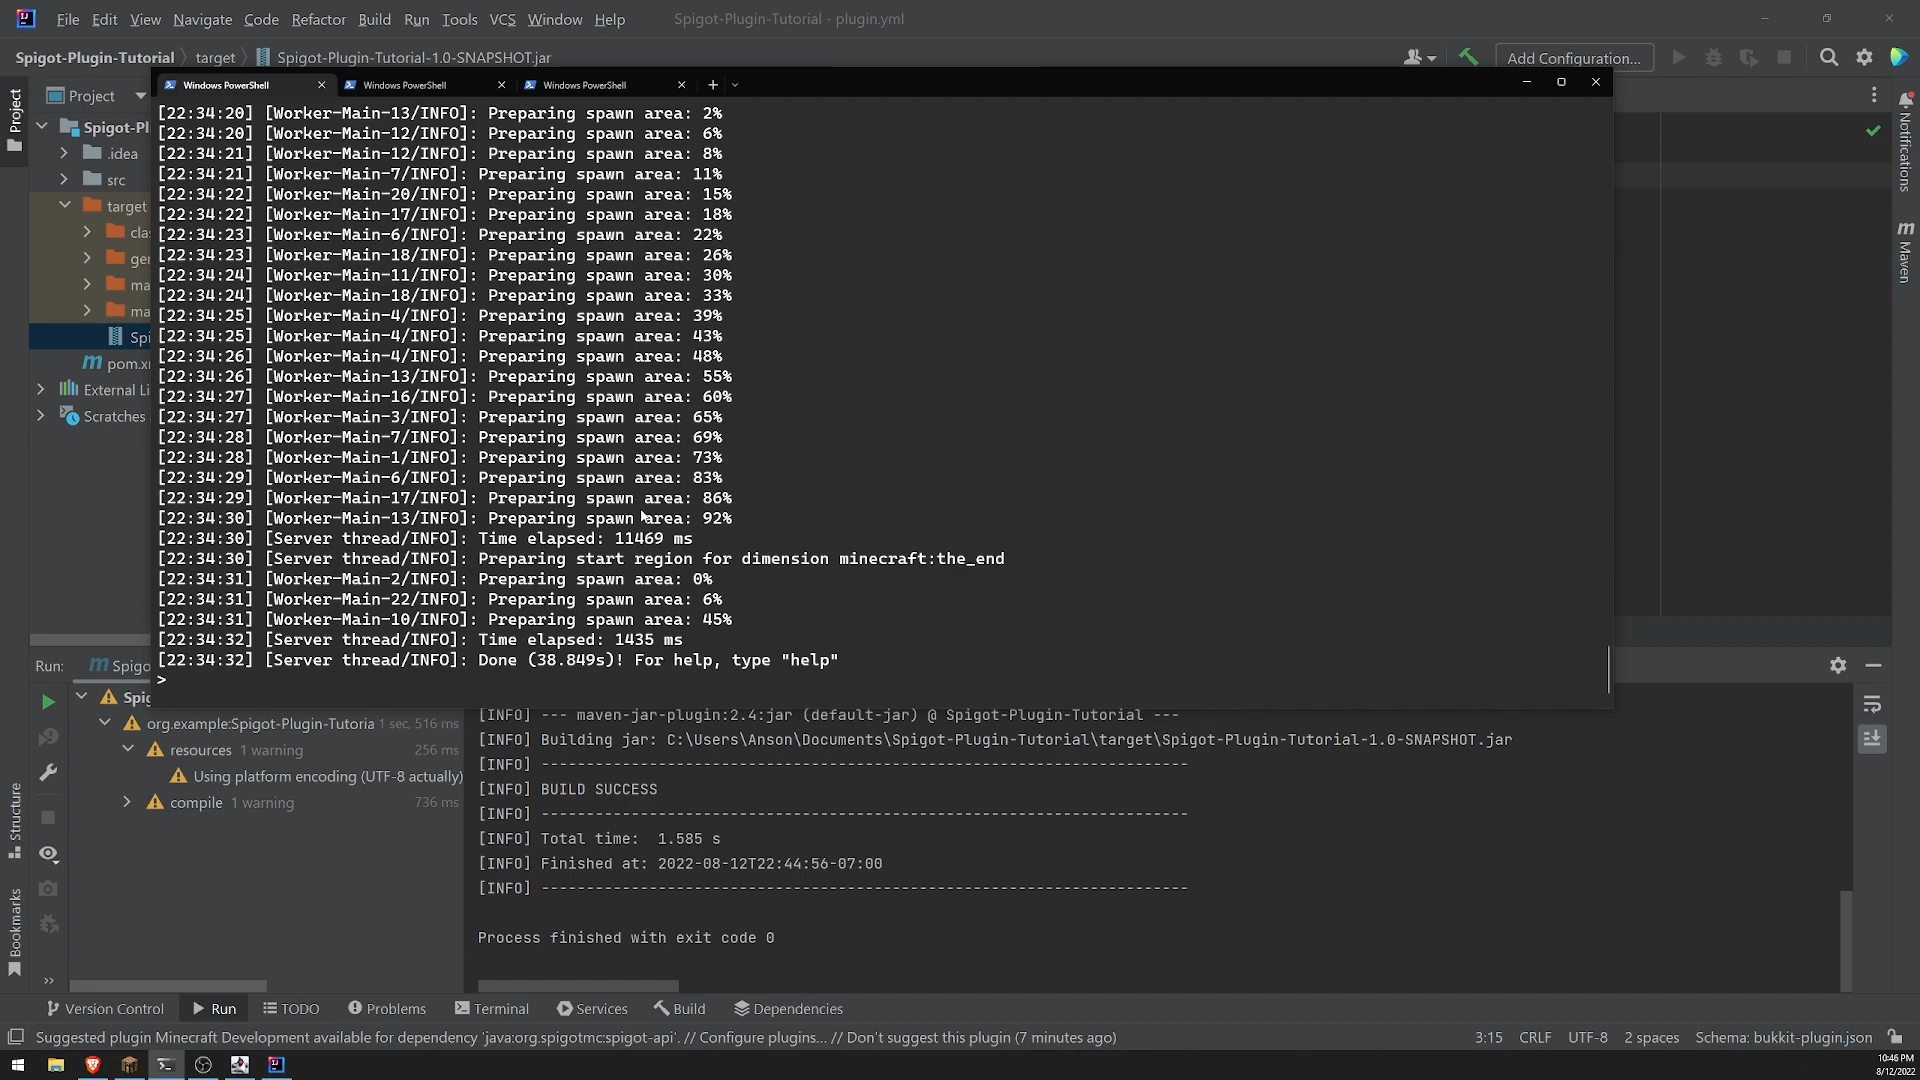 File Edit View Navigate Code Refactor Build Run Tools VCS Window Help Spigot-Plugin-Tutorial - plugin.yml
Spigot-Plugin-Tutorial target Spigot-Plugin-Tutorial-1.0-SNAPSHOT.jar Add Configuration...
Windows PowerShell Windows PowerShell Windows PowerShell
Project
Project
Spigot-Pl
.idea
src
target
cla
ger
ma
ma
Spi
pom.x
External Li
Scratches
[22:34:20] [Worker-Main-13/INFO]: Preparing spawn area: 2%
[22:34:20] [Worker-Main-12/INFO]: Preparing spawn area: 6%
[22:34:21] [Worker-Main-12/INFO]: Preparing spawn area: 8%
[22:34:21] [Worker-Main-7/INFO]: Preparing spawn area: 11%
[22:34:22] [Worker-Main-20/INFO]: Preparing spawn area: 15%
[22:34:22] [Worker-Main-17/INFO]: Preparing spawn area: 18%
[22:34:23] [Worker-Main-6/INFO]: Preparing spawn area: 22%
[22:34:23] [Worker-Main-18/INFO]: Preparing spawn area: 26%
[22:34:24] [Worker-Main-11/INFO]: Preparing spawn area: 30%
[22:34:24] [Worker-Main-18/INFO]: Preparing spawn area: 33%
[22:34:25] [Worker-Main-4/INFO]: Preparing spawn area: 39%
[22:34:25] [Worker-Main-4/INFO]: Preparing spawn area: 43%
[22:34:26] [Worker-Main-4/INFO]: Preparing spawn area: 48%
[22:34:26] [Worker-Main-13/INFO]: Preparing spawn area: 55%
[22:34:27] [Worker-Main-16/INFO]: Preparing spawn area: 60%
[22:34:27] [Worker-Main-3/INFO]: Preparing spawn area: 65%
[22:34:28] [Worker-Main-7/INFO]: Preparing spawn area: 69%
[22:34:28] [Worker-Main-1/INFO]: Preparing spawn area: 73%
[22:34:29] [Worker-Main-6/INFO]: Preparing spawn area: 83%
[22:34:29] [Worker-Main-17/INFO]: Preparing spawn area: 86%
[22:34:30] [Worker-Main-13/INFO]: Preparing spawn area: 92%
[22:34:30] [Server thread/INFO]: Time elapsed: 11469 ms
[22:34:30] [Server thread/INFO]: Preparing start region for dimension minecraft:the_end
[22:34:31] [Worker-Main-2/INFO]: Preparing spawn area: 0%
[22:34:31] [Worker-Main-22/INFO]: Preparing spawn area: 6%
[22:34:31] [Worker-Main-10/INFO]: Preparing spawn area: 45%
[22:34:32] [Server thread/INFO]: Time elapsed: 1435 ms
[22:34:32] [Server thread/INFO]: Done (38.849s)! For help, type "help"
>
Notifications
Maven
Run: Spigo
Spig
org.example:Spigot-Plugin-Tutoria 1 sec, 516 ms
resources 1 warning 256 ms
Using platform encoding (UTF-8 actually)
compile 1 warning 736 ms
[INFO] --- maven-jar-plugin:2.4:jar (default-jar) @ Spigot-Plugin-Tutorial ---
[INFO] Building jar: C:\Users\Anson\Documents\Spigot-Plugin-Tutorial\target\Spigot-Plugin-Tutorial-1.0-SNAPSHOT.jar
[INFO] ------------------------------------------------------------------------
[INFO] BUILD SUCCESS
[INFO] ------------------------------------------------------------------------
[INFO] Total time:  1.585 s
[INFO] Finished at: 2022-08-12T22:44:56-07:00
[INFO] ------------------------------------------------------------------------
Process finished with exit code 0
Structure
Bookmarks
Version Control Run TODO Problems Terminal Services Build Dependencies
Suggested plugin Minecraft Development available for dependency 'java:org.spigotmc:spigot-api'. // Configure plugins... // Don't suggest this plugin (7 minutes ago) 3:15 CRLF UTF-8 2 spaces Schema: bukkit-plugin.json
10:46 PM
8/12/2022